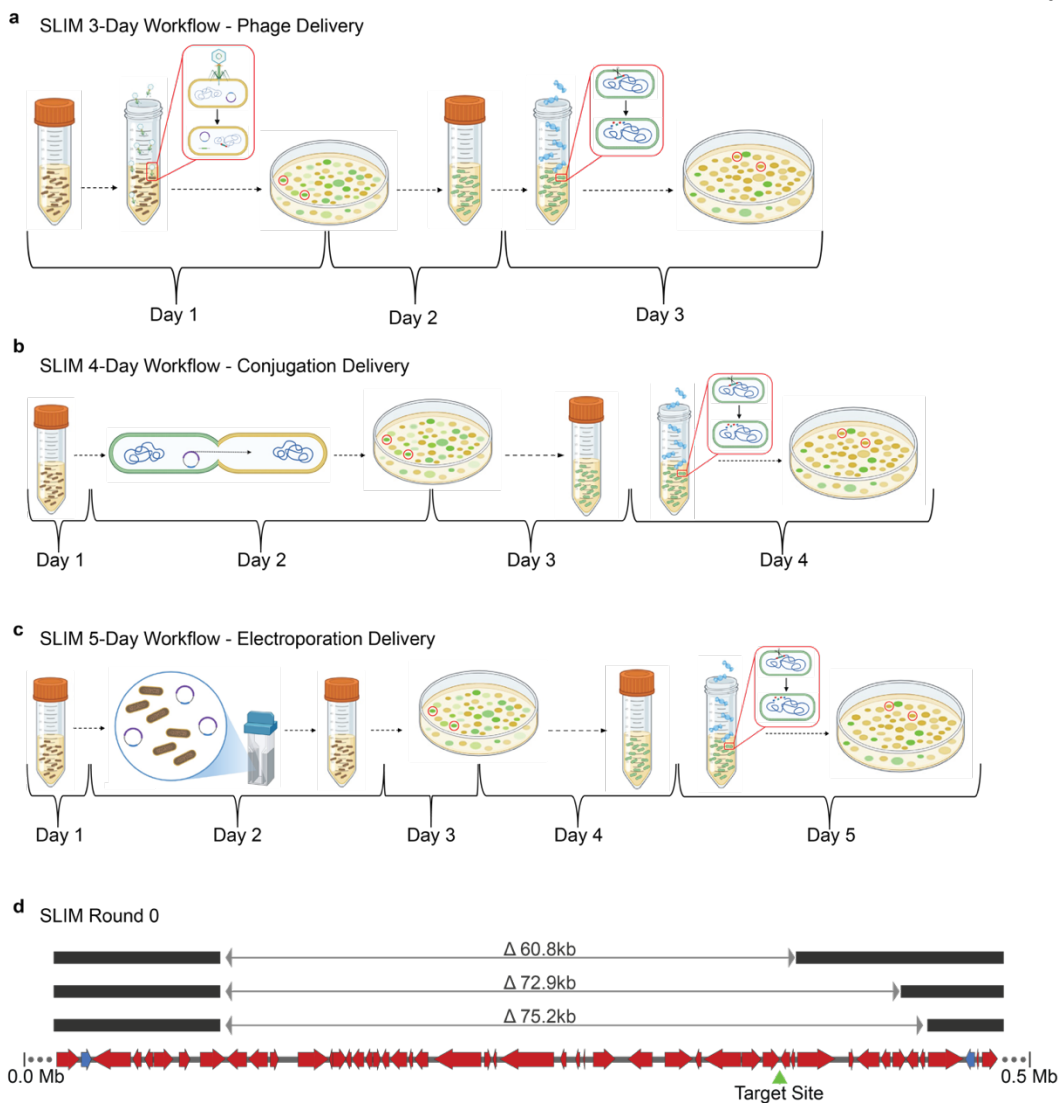 a
SLIM 3-Day Workflow - Phage Delivery
Day 1
Day 2
Day 3
b
SLIM 4-Day Workflow - Conjugation Delivery
Day 1
Day 2
Day 3
Day 4
c
SLIM 5-Day Workflow - Electroporation Delivery
Day 1
Day 2
Day 3
Day 4
Day 5
d
SLIM Round 0
Δ 60.8kb
Δ 72.9kb
Δ 75.2kb
0.0 Mb
0.5 Mb
Target Site